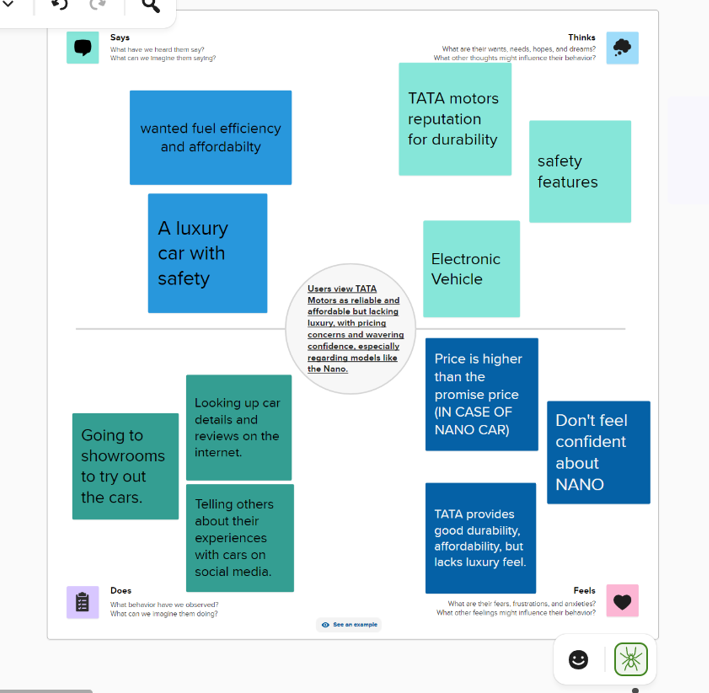 Says
What have we heard them say?
What can we imagine them saying?
Thinks
What are their wants, needs, hopes, and dreams?
What other thoughts might influence their behavior?
wanted fuel efficiency
and affordabilty
A luxury
car with
safety
TATA motors
reputation
for durability
safety
features
Electronic
Vehicle
Users view TATA
Motors as reliable and
affordable but lacking
luxury, with pricing
concerns and wavering
confidence, especially
regarding models like
the Nano.
Going to
showrooms
to try out
the cars.
Looking up car
details and
reviews on the
internet.
Telling others
about their
experiences
with cars on
social media.
Price is higher
than the
promise price
(IN CASE OF
NANO CAR)
Don't feel
confident
about
NANO
TATA provides
good durability,
affordability, but
lacks luxury feel.
Does
What behavior have we observed?
What can we imagine them doing?
Feels
What are their fears, frustrations, and anxieties?
What other feelings might influence their behavior?
See an example